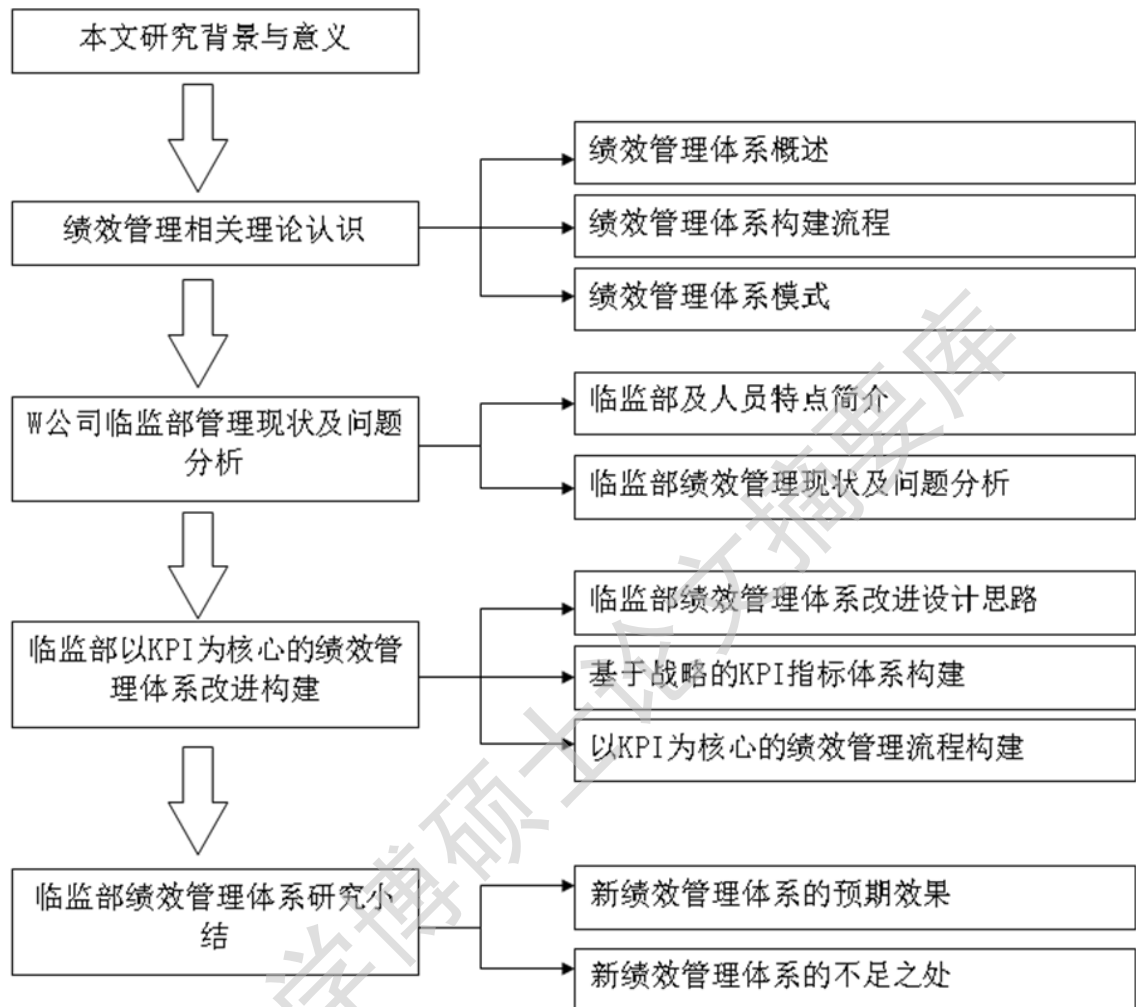 本文研究背景与意义
绩效管理相关理论认识
绩效管理体系概述
绩效管理体系构建流程
绩效管理体系模式
W公司临监部管理现状及问题
分析
临监部及人员特点简介
临监部绩效管理现状及问题分析
临监部以KPI为核心的绩效管
理体系改进构建
临监部绩效管理体系改进设计思路
基于战略的KPI指标体系构建
以KPI为核心的绩效管理流程构建
临监部绩效管理体系研究小
结
新绩效管理体系的预期效果
新绩效管理体系的不足之处
学博硕士论文摘要库